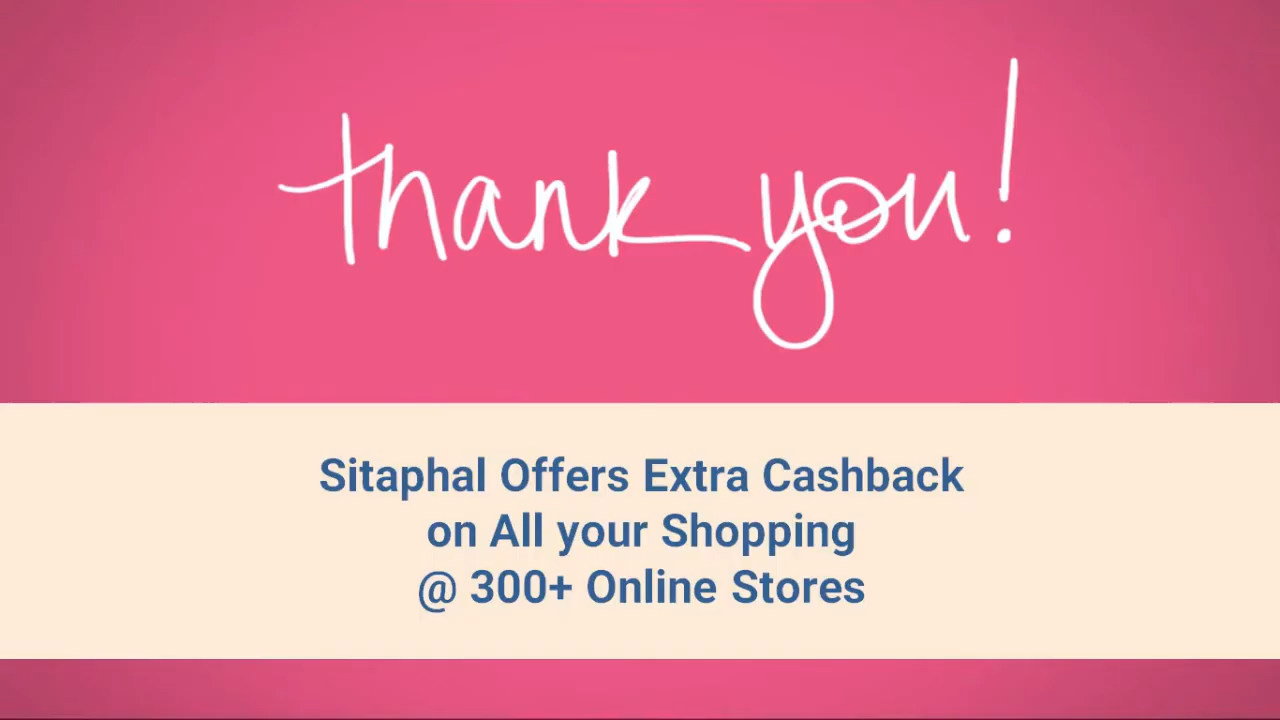 thank you!
Sitaphal Offers Extra Cashback
on All your Shopping
@ 300+ Online Stores